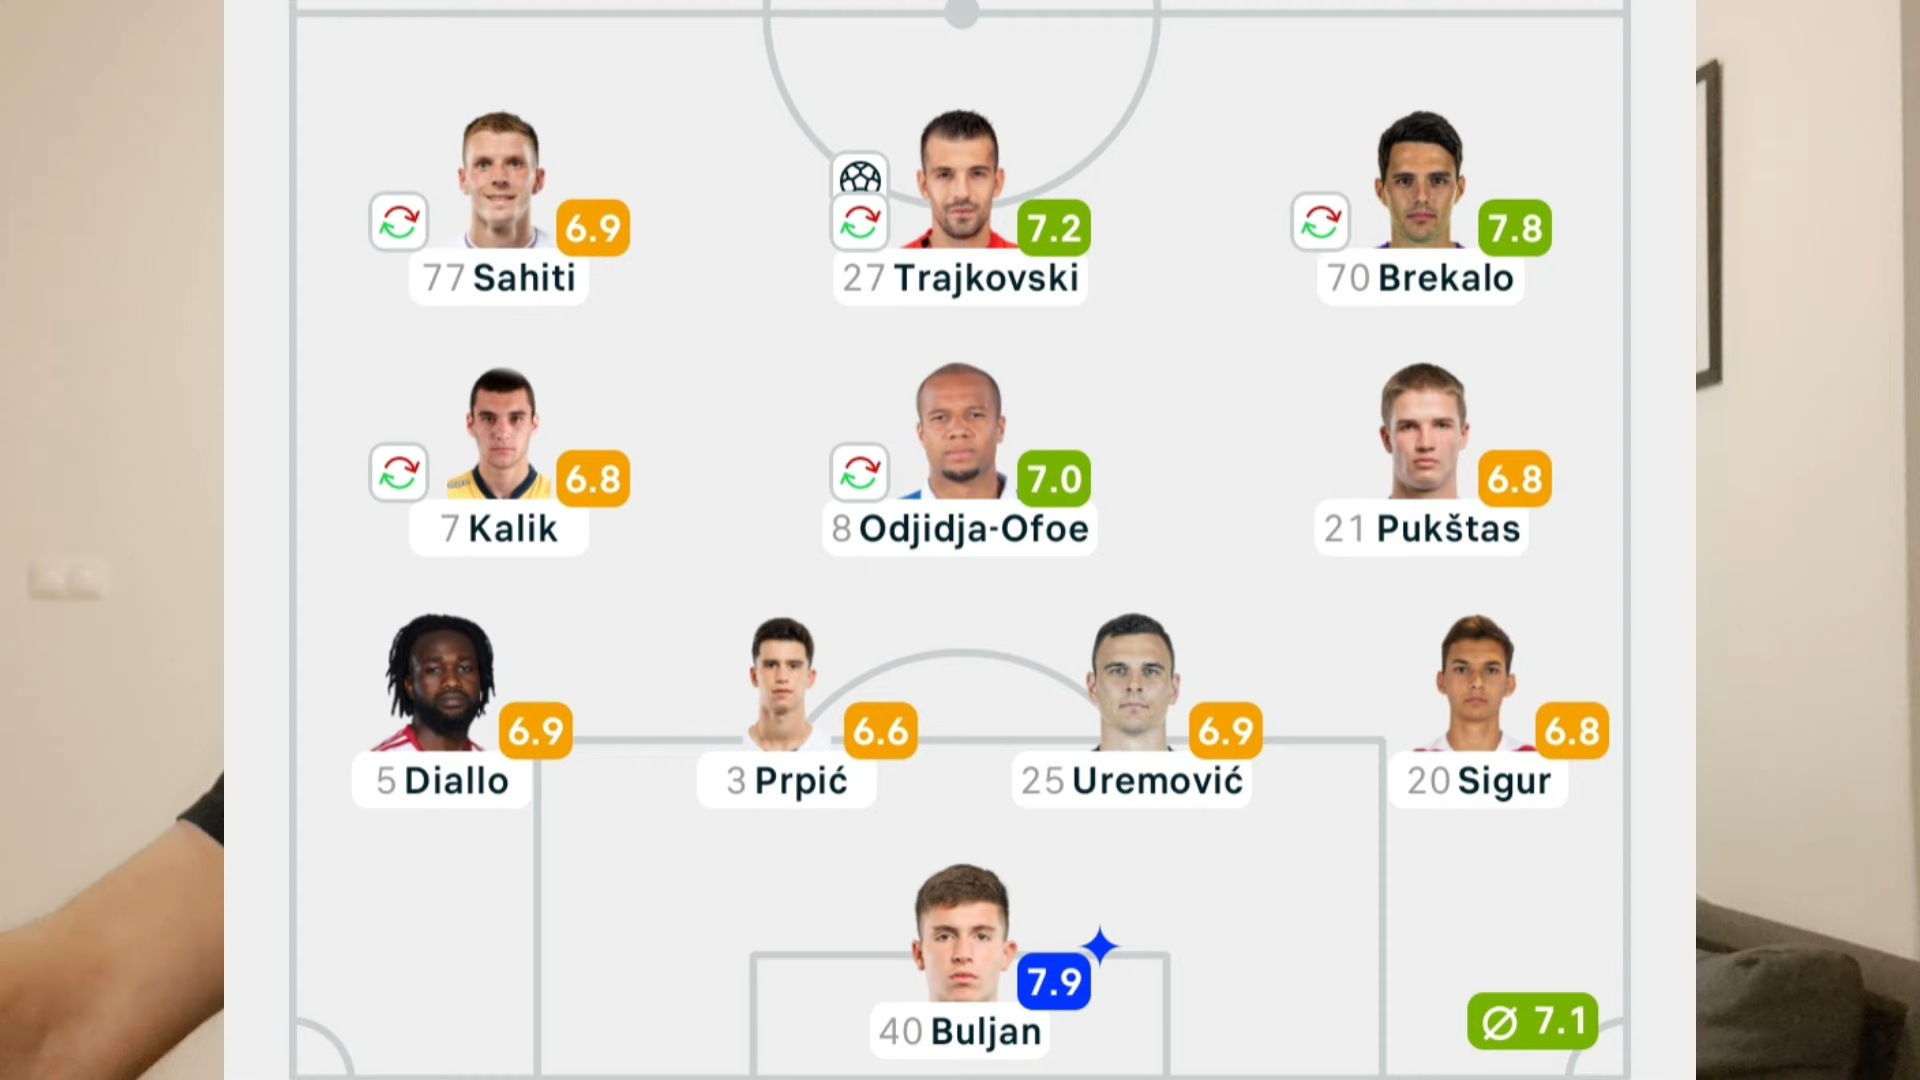 6.9
77 Sahiti
7.2
27 Trajkovski
7.8
70 Brekalo
6.8
7 Kalik
7.0
8 Odjidja-Ofoe
6.8
21 Pukštas
6.9
5 Diallo
6.6
3 Prpić
6.9
25 Uremović
6.8
20 Sigur
7.9
40 Buljan
Ø 7.1